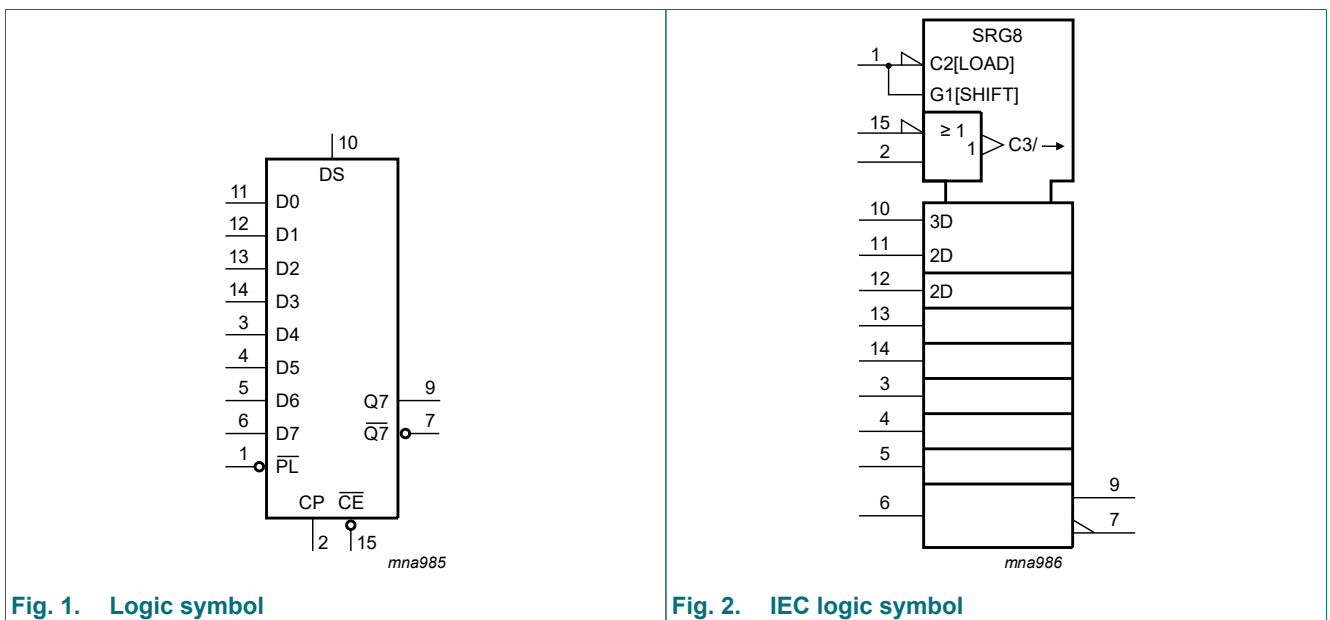 10
DS
11 D0
12 D1
13 D2
14 D3
3 D4
4 D5
5 D6 Q7 9
6 D7 Q̅7̅ 7
1 P̅L̅
CP C̅E̅
2 15
mna985
Fig. 1. Logic symbol
SRG8
1 C2[LOAD]
G1[SHIFT]
15 ≥ 1
2 1 C3/ →
10 3D
11 2D
12 2D
13
14
3
4
5
6 9
7
mna986
Fig. 2. IEC logic symbol